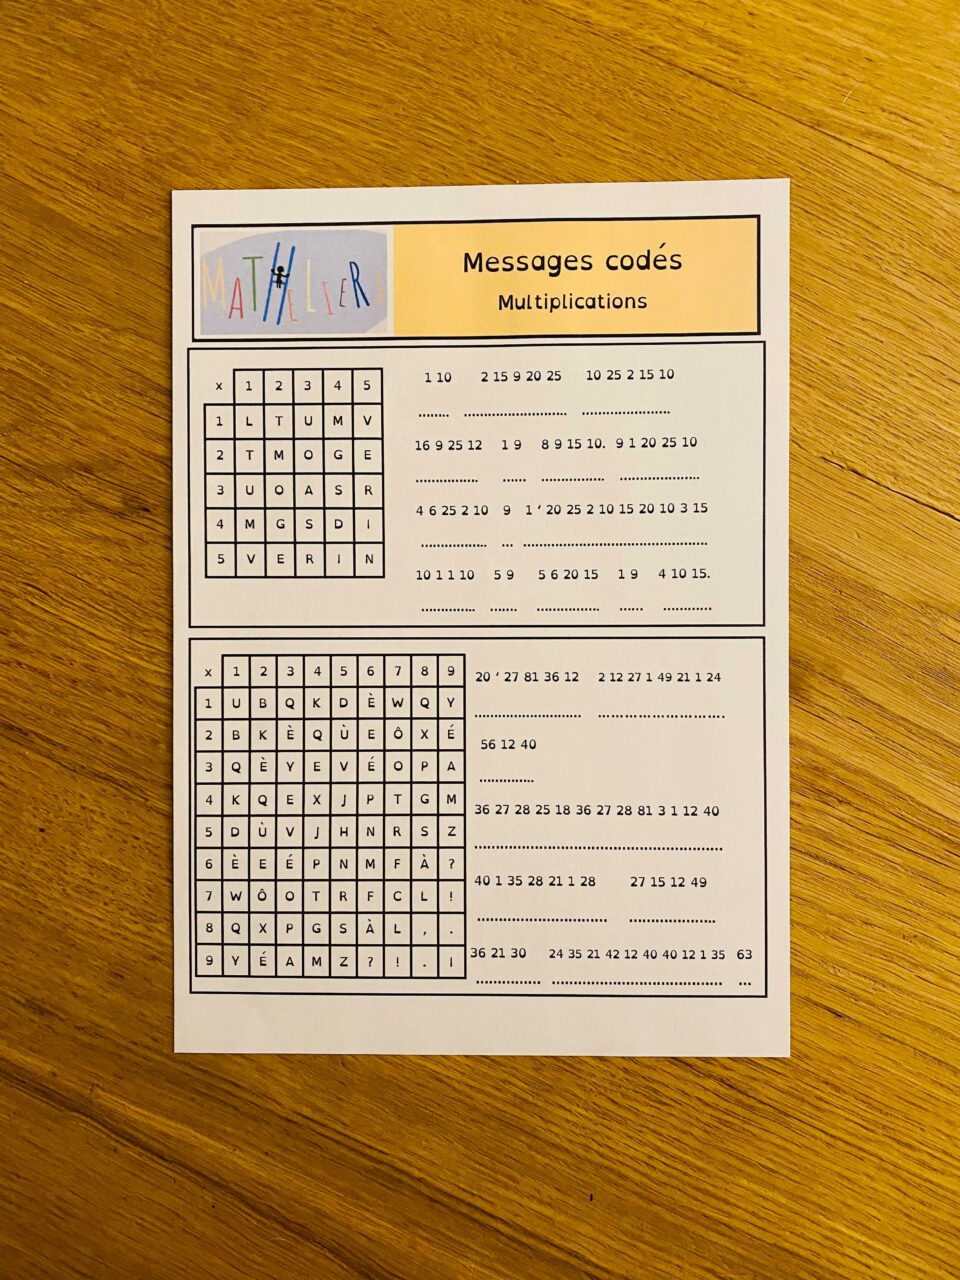 MATHELIERS
Messages codés
Multiplications
x 1 2 3 4 5
1 L T U M V
2 T M O G E
3 U O A S R
4 M G S D I
5 V E R I N
1 10 2 15 9 20 25 10 25 2 15 10
16 9 25 12 1 9 8 9 15 10. 9 1 20 25 10
4 6 25 2 10 9 1 ' 20 25 2 10 15 20 10 3 15
10 1 1 10 5 9 5 6 20 15 1 9 4 10 15.
x 1 2 3 4 5 6 7 8 9
1 U B Q K D È W Q Y
2 B K È Q Ù E Ô X É
3 Q È Y E V É O P A
4 K Q E X J P T G M
5 D Ù V J H N R S Z
6 È E É P N M F À ?
7 W Ô O T R F C L !
8 Q X P G S À L , .
9 Y É A M Z ? ! . I
20 ' 27 81 36 12 2 12 27 1 49 21 1 24
56 12 40
36 27 28 25 18 36 27 28 81 3 1 12 40
40 1 35 28 21 1 28 27 15 12 49
36 21 30 24 35 21 42 12 40 40 12 1 35 63